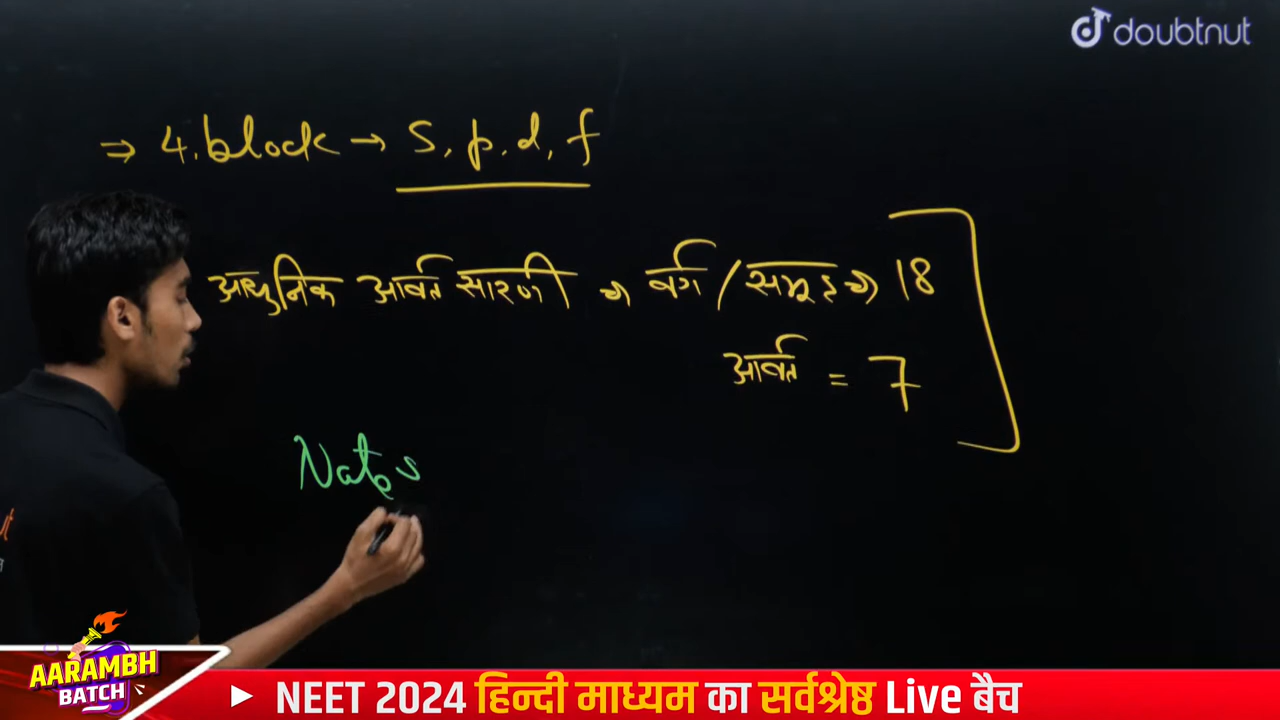 doubtnut
⇒ 4. block → s, p, d, f
आधुनिक आवर्त सारणी → वर्ग / समूह → 18
आवर्त = 7
Notes
AARAMBH
BATCH
NEET 2024 हिन्दी माध्यम का सर्वश्रेष्ठ Live बैच